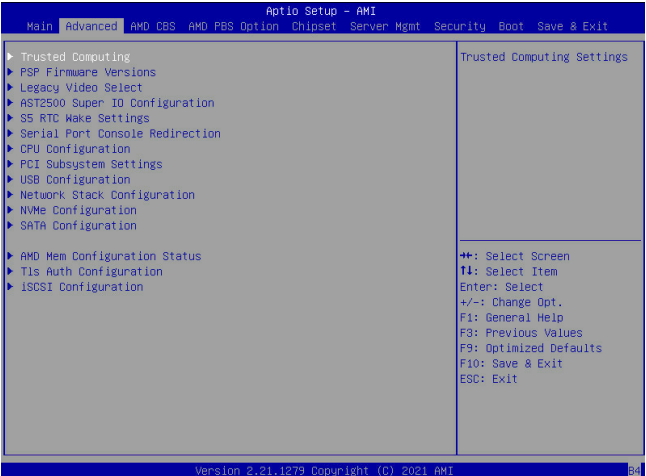 Aptio Setup - AMI
Main Advanced AMD CBS AMD PBS Option Chipset Server Mgmt Security Boot Save & Exit
Trusted Computing
PSP Firmware Versions
Legacy Video Select
AST2500 Super IO Configuration
S5 RTC Wake Settings
Serial Port Console Redirection
CPU Configuration
PCI Subsystem Settings
USB Configuration
Network Stack Configuration
NVMe Configuration
SATA Configuration
AMD Mem Configuration Status
Tls Auth Configuration
iSCSI Configuration
Trusted Computing Settings
→←: Select Screen
↑↓: Select Item
Enter: Select
+/-: Change Opt.
F1: General Help
F3: Previous Values
F9: Optimized Defaults
F10: Save & Exit
ESC: Exit
Version 2.21.1279 Copyright (C) 2021 AMI
B4